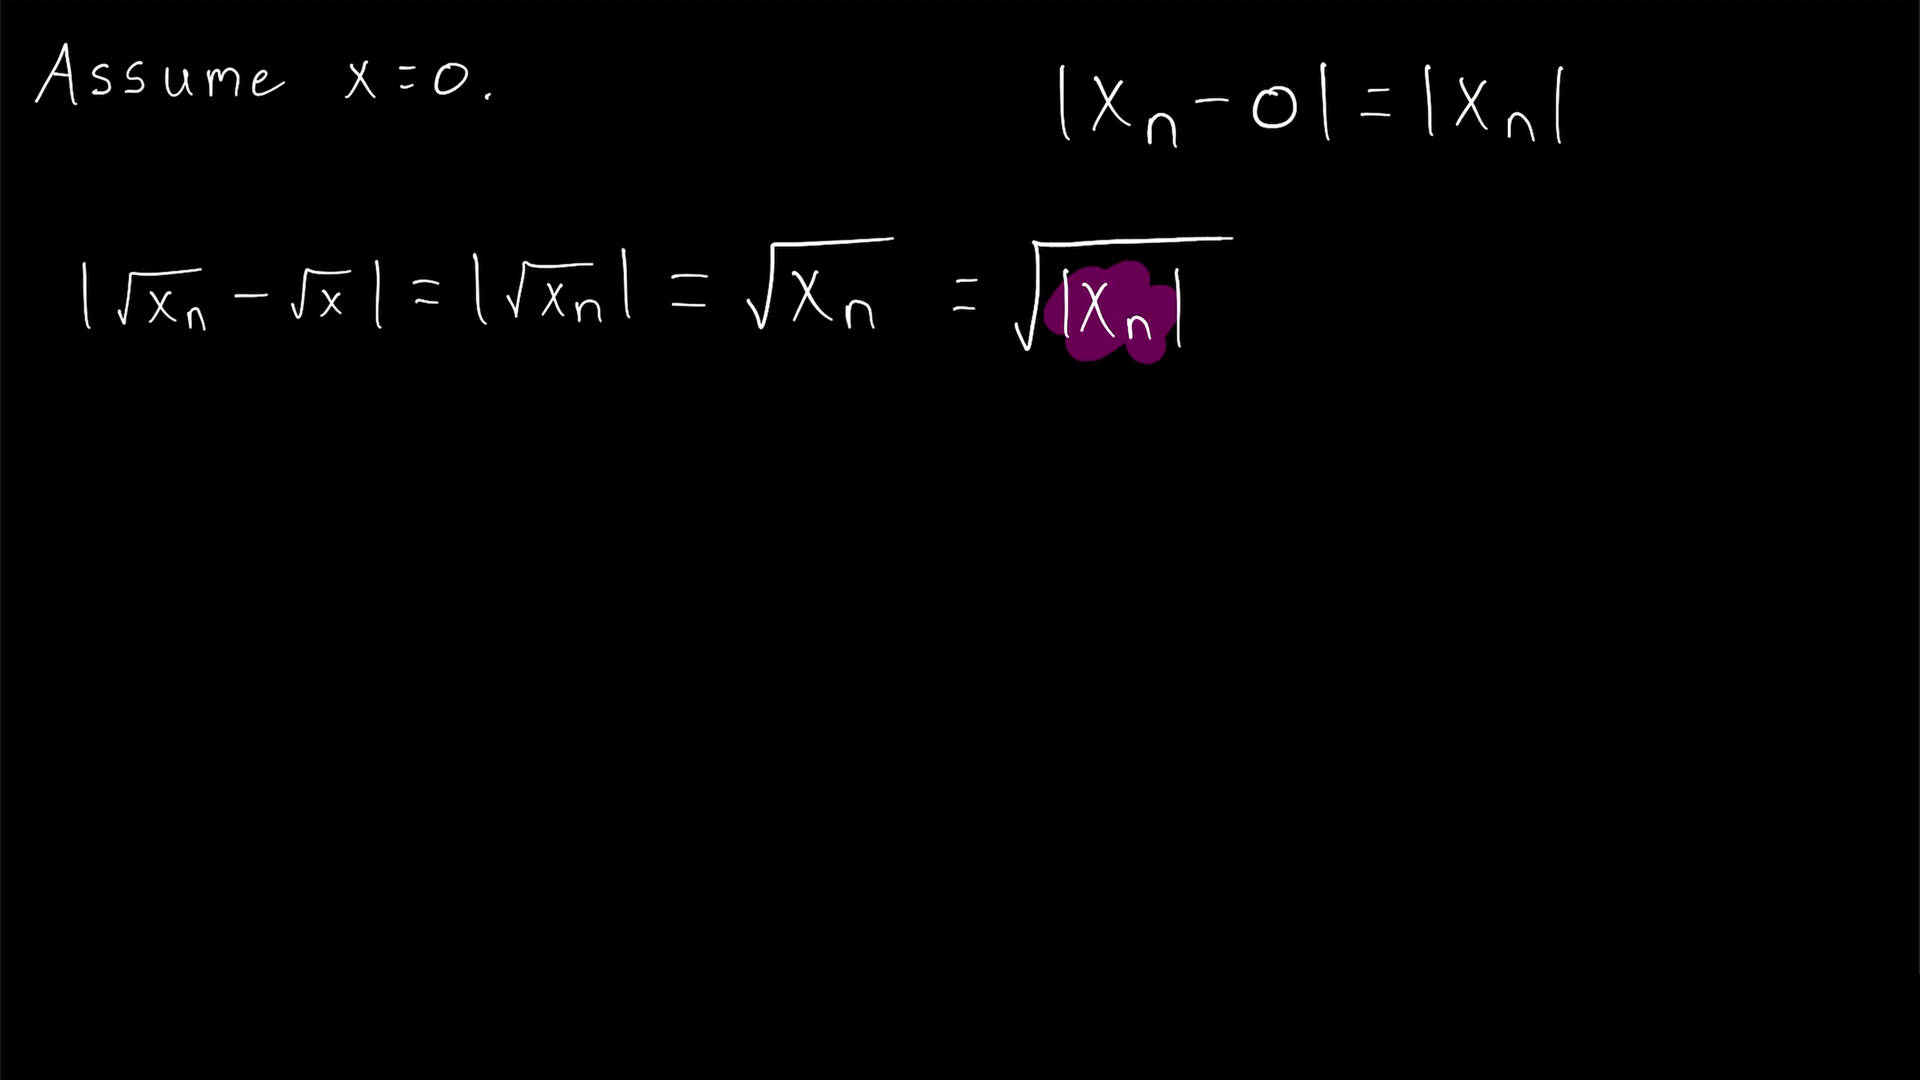 Assume x = 0.
|xₙ - 0| = |xₙ|
|√xₙ - √x| = |√xₙ| = √xₙ = √|xₙ|